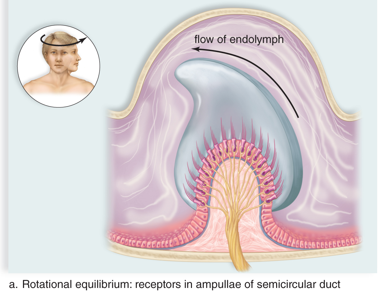 flow of endolymph
a. Rotational equilibrium: receptors in ampullae of semicircular duct